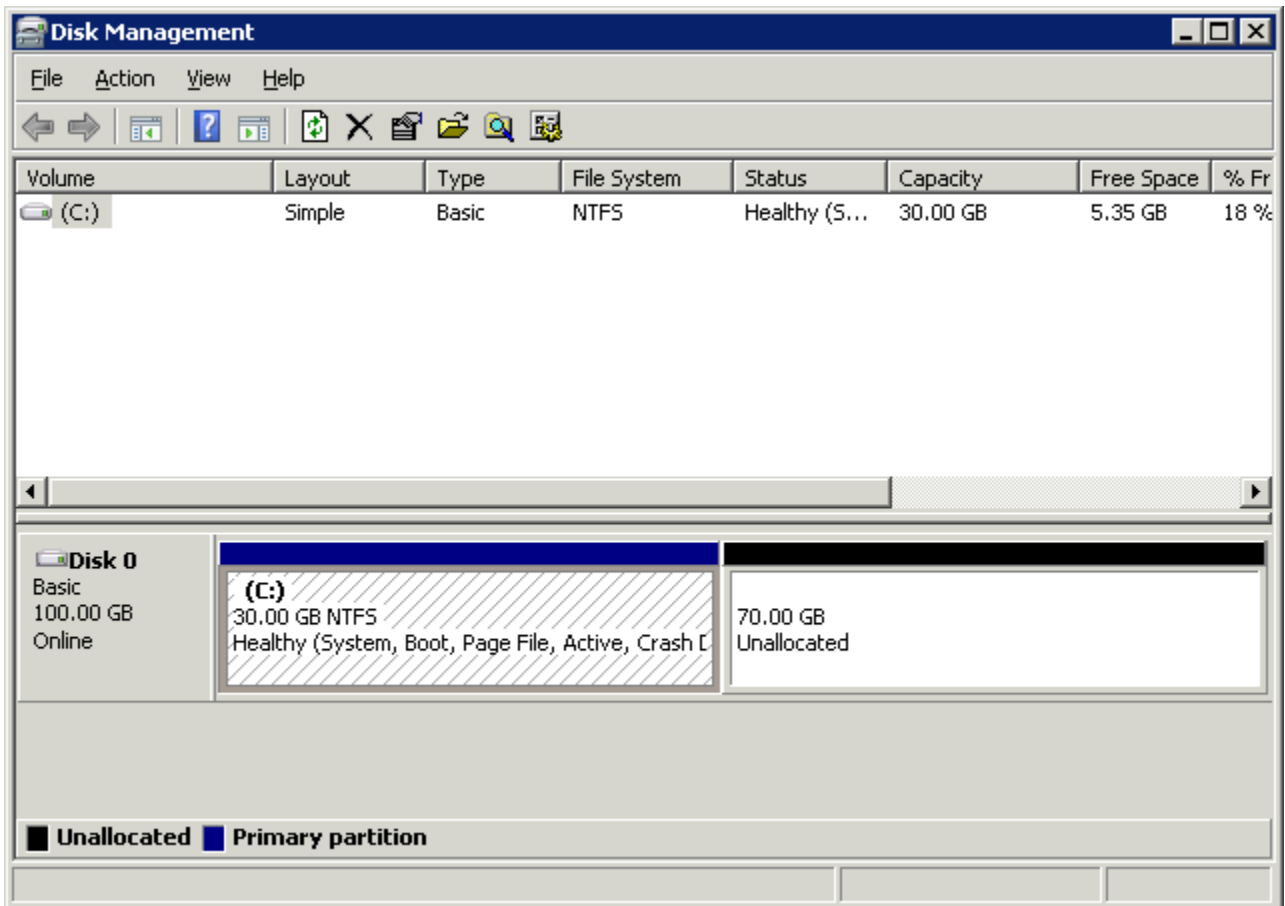 Disk Management
File Action View Help
Volume Layout Type File System Status Capacity Free Space % Fr
(C:) Simple Basic NTFS Healthy (S... 30.00 GB 5.35 GB 18 %
Disk 0
Basic
100.00 GB
Online
(C:)
30.00 GB NTFS
Healthy (System, Boot, Page File, Active, Crash D
70.00 GB
Unallocated
Unallocated Primary partition